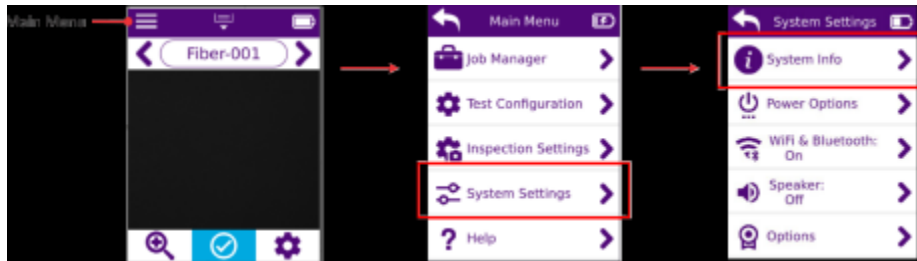 Main Menu
Fiber-001
Main Menu
Job Manager
Test Configuration
Inspection Settings
System Settings
Help
System Settings
System Info
Power Options
WiFi & Bluetooth:
On
Speaker:
Off
Options